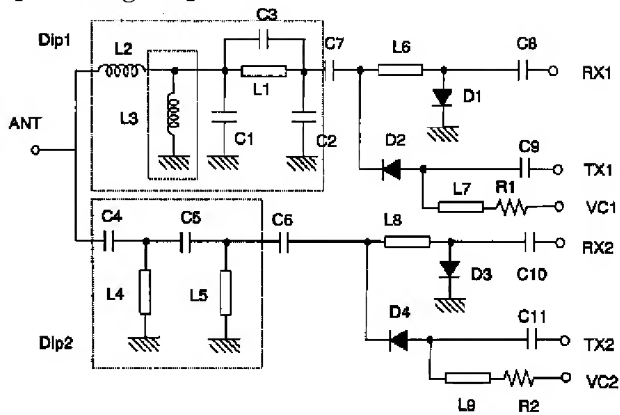 C3
Dip1
L2
C7
L6
C8
RX1
L1
D1
L3
ANT
C1
C2
D2
C9
TX1
L7
R1
VC1
C4
C5
C6
L8
RX2
L4
L5
D3
C10
D4
C11
Dip2
TX2
VC2
L9
R2